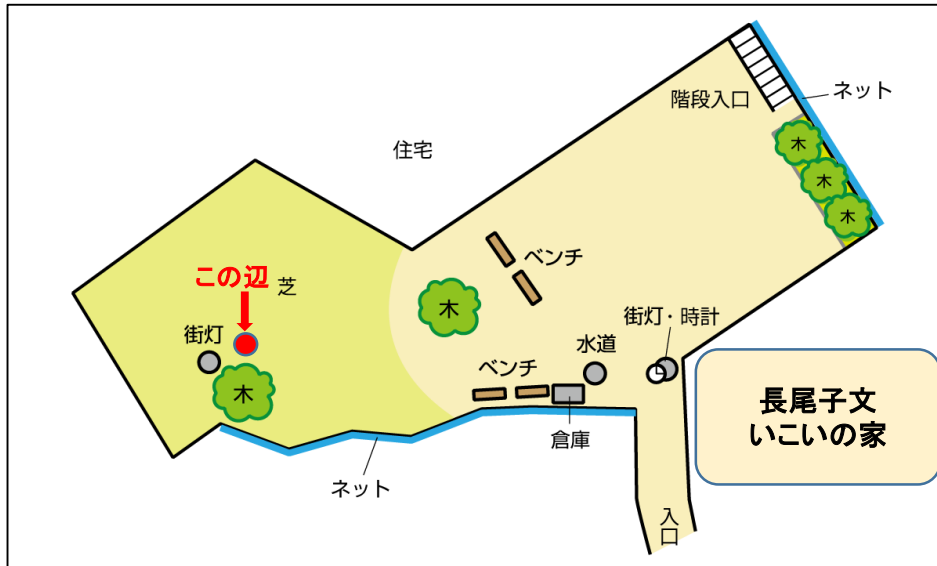 階段入口
ネット
住宅
木
木
木
ベンチ
この辺
芝
木
街灯・時計
街灯
水道
ベンチ
木
倉庫
長尾子文
いこいの家
ネット
入口